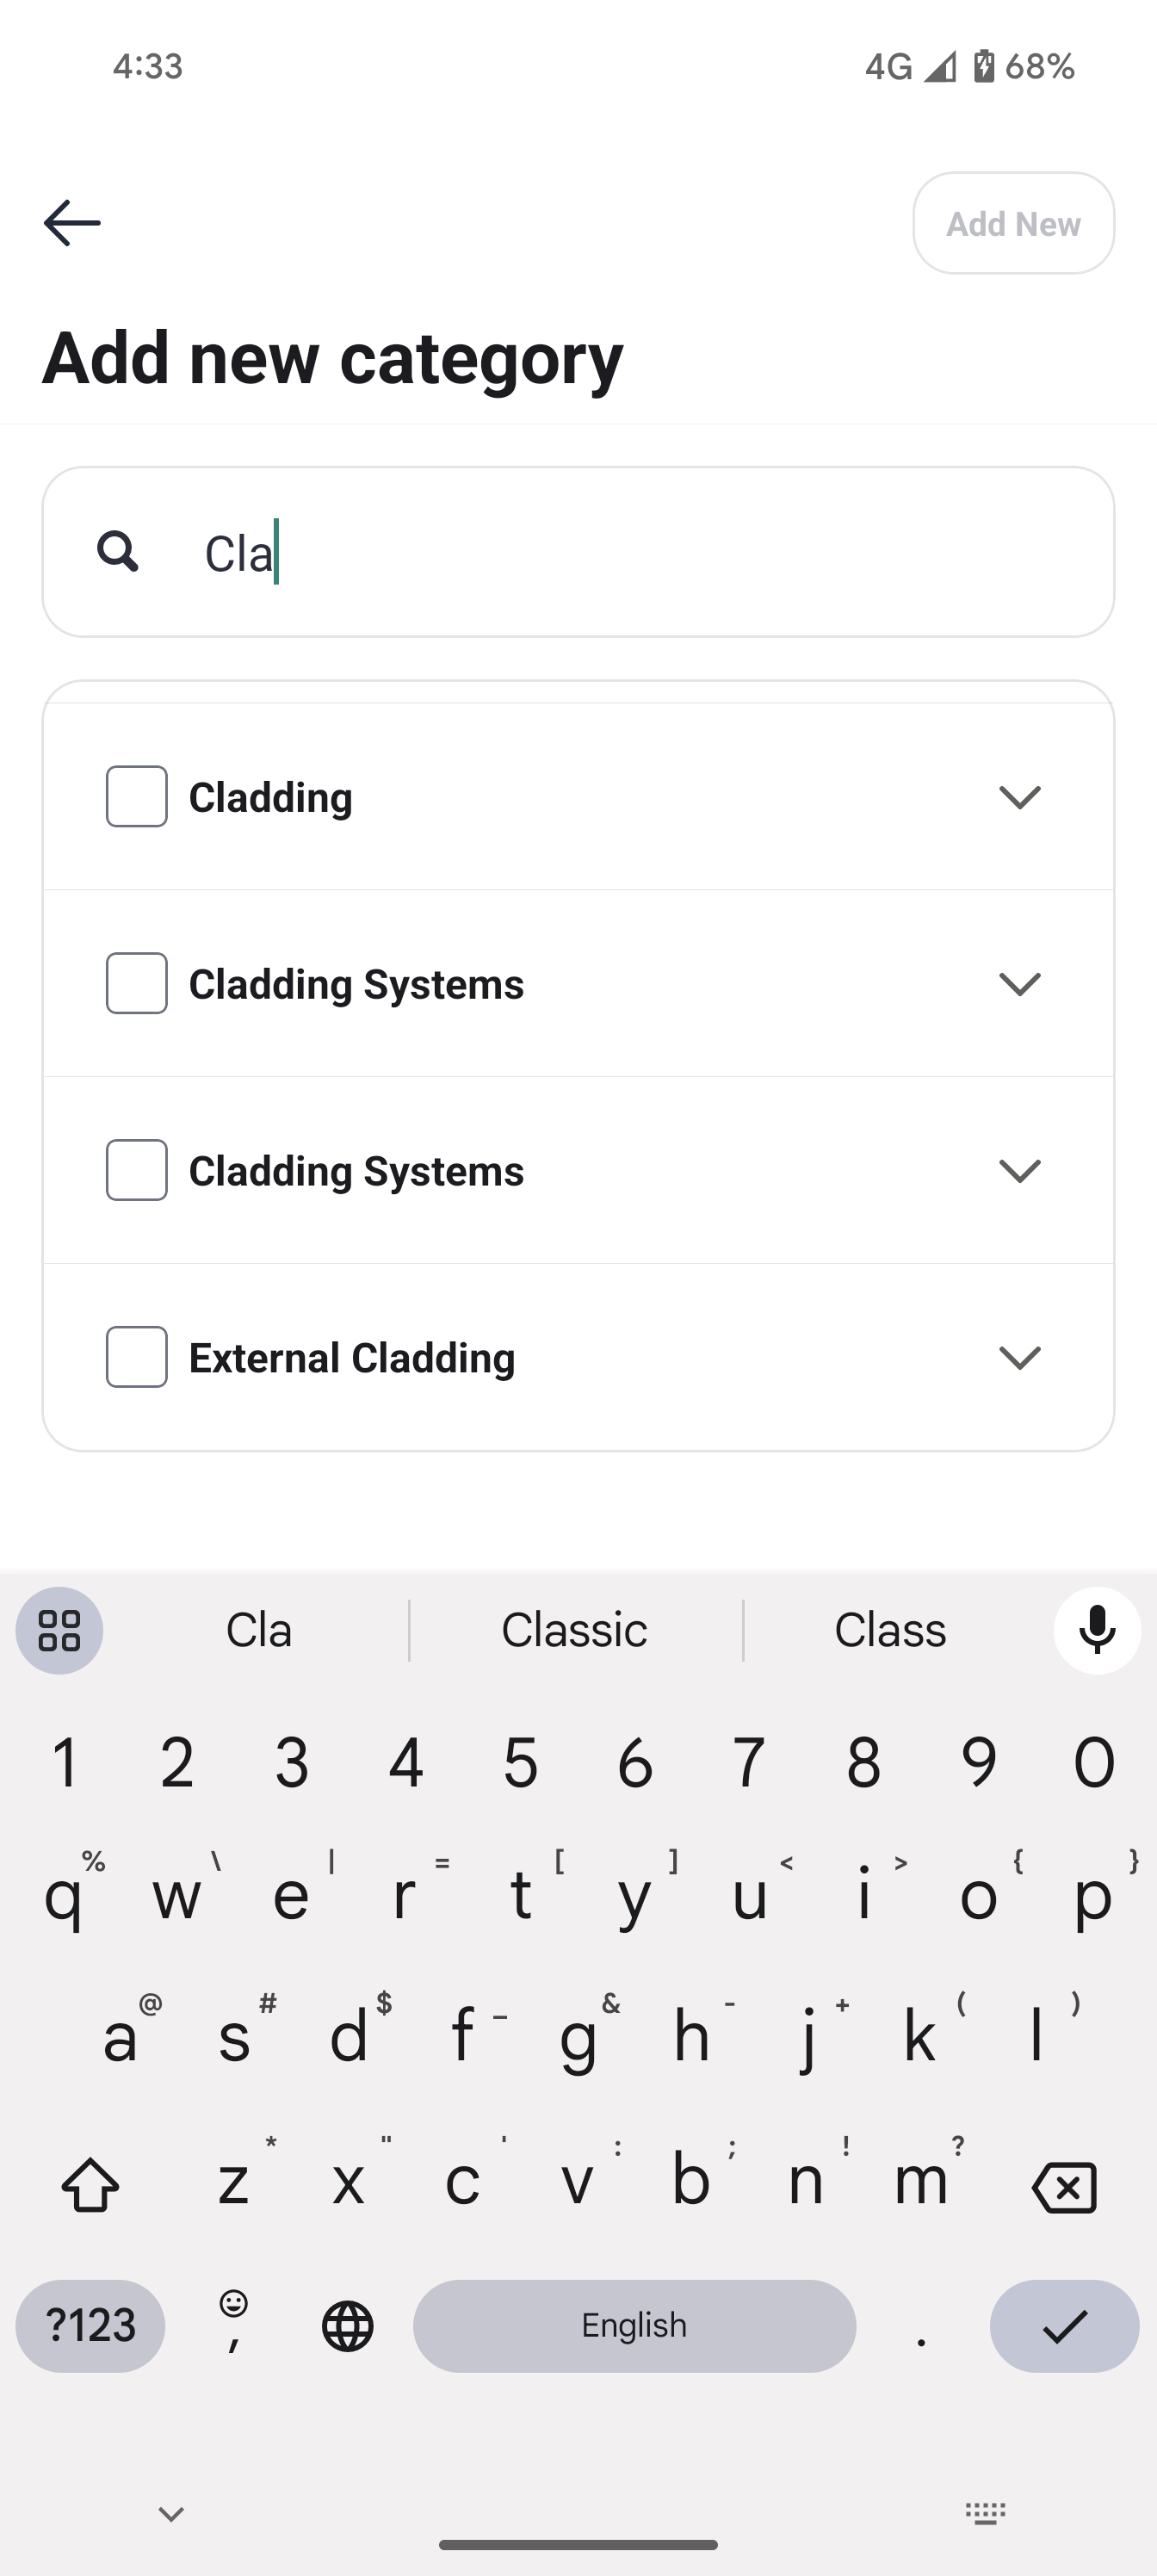 4:33 4G 68%
Add New
Add new category
Cla
Cladding
Cladding Systems
Cladding Systems
External Cladding
Cla Classic Class
1 2 3 4 5 6 7 8 9 0
% \ | = [ ] < > { }
q w e r t y u i o p
@ # $ _ & - + ( )
a s d f g h j k l
* " ' : ; ! ?
z x c v b n m
?123 , English .